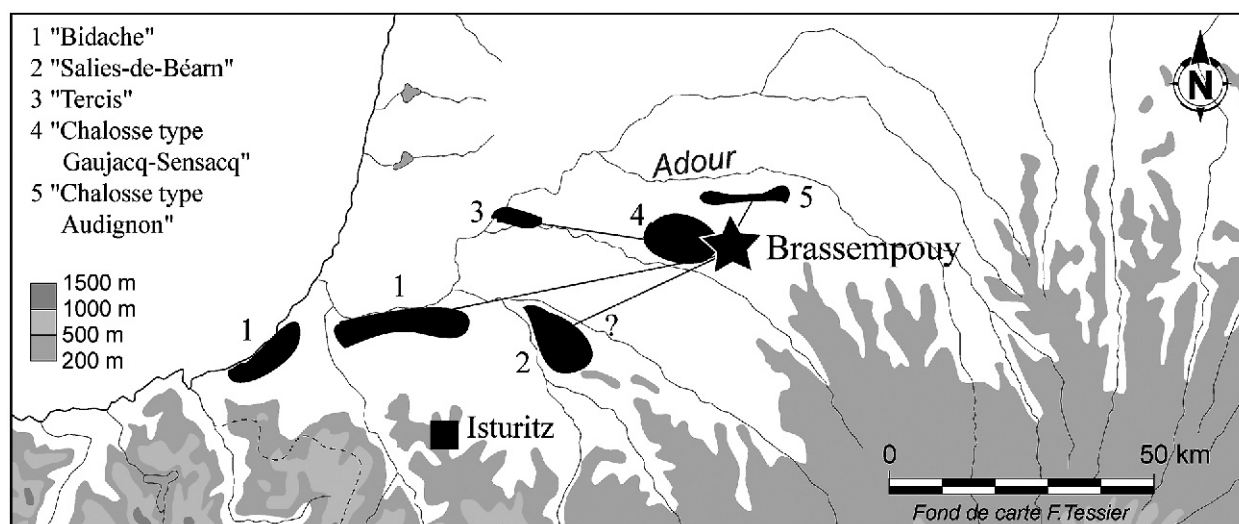 1 "Bidache"
2 "Salies-de-Béarn"
3 "Tercis"
4 "Chalosse type
Gaujacq-Sensacq"
5 "Chalosse type
Audignon"
N
Adour
5
3
4
Brassempouy
1500 m
1000 m
500 m
200 m
1
1
?
2
Isturitz
0
50 km
Fond de carte F.Tessier